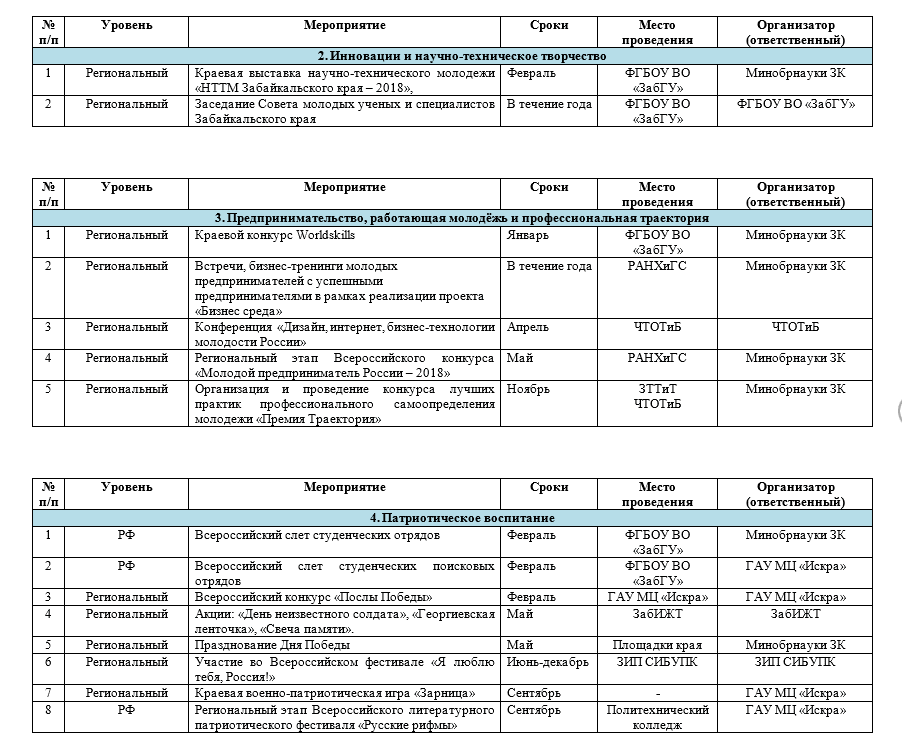 № п/п Уровень Мероприятие Сроки Место проведения Организатор (ответственный)
2. Инновации и научно-техническое творчество
1 Региональный Краевая выставка научно-технического молодежи «НТТМ Забайкальского края – 2018», Февраль ФГБОУ ВО «ЗабГУ» Минобрнауки ЗК
2 Региональный Заседание Совета молодых ученых и специалистов Забайкальского края В течение года ФГБОУ ВО «ЗабГУ» ФГБОУ ВО «ЗабГУ»
№ п/п Уровень Мероприятие Сроки Место проведения Организатор (ответственный)
3. Предпринимательство, работающая молодёжь и профессиональная траектория
1 Региональный Краевой конкурс Worldskills Январь ФГБОУ ВО «ЗабГУ» Минобрнауки ЗК
2 Региональный Встречи, бизнес-тренинги молодых предпринимателей с успешными предпринимателями в рамках реализации проекта «Бизнес среда» В течение года РАНХиГС Минобрнауки ЗК
3 Региональный Конференция «Дизайн, интернет, бизнес-технологии молодости России» Апрель ЧТОТиБ ЧТОТиБ
4 Региональный Региональный этап Всероссийского конкурса «Молодой предприниматель России – 2018» Май РАНХиГС Минобрнауки ЗК
5 Региональный Организация и проведение конкурса лучших практик профессионального самоопределения молодежи «Премия Траектория» Ноябрь ЗТТиТ ЧТОТиБ Минобрнауки ЗК
№ п/п Уровень Мероприятие Сроки Место проведения Организатор (ответственный)
4. Патриотическое воспитание
1 РФ Всероссийский слет студенческих отрядов Февраль ФГБОУ ВО «ЗабГУ» Минобрнауки ЗК
2 РФ Всероссийский слет студенческих поисковых отрядов Февраль ФГБОУ ВО «ЗабГУ» ГАУ МЦ «Искра»
3 Региональный Всероссийский конкурс «Послы Победы» Февраль ГАУ МЦ «Искра» ГАУ МЦ «Искра»
4 Региональный Акции: «День неизвестного солдата», «Георгиевская ленточка», «Свеча памяти». Май ЗабИЖТ ЗабИЖТ
5 Региональный Празднование Дня Победы Май Площадки края Минобрнауки ЗК
6 Региональный Участие во Всероссийском фестивале «Я люблю тебя, Россия!» Июнь-декабрь ЗИП СИБУПК ЗИП СИБУПК
7 Региональный Краевая военно-патриотическая игра «Зарница» Сентябрь - ГАУ МЦ «Искра»
8 РФ Региональный этап Всероссийского литературного патриотического фестиваля «Русские рифмы» Сентябрь Политехнический колледж ГАУ МЦ «Искра»